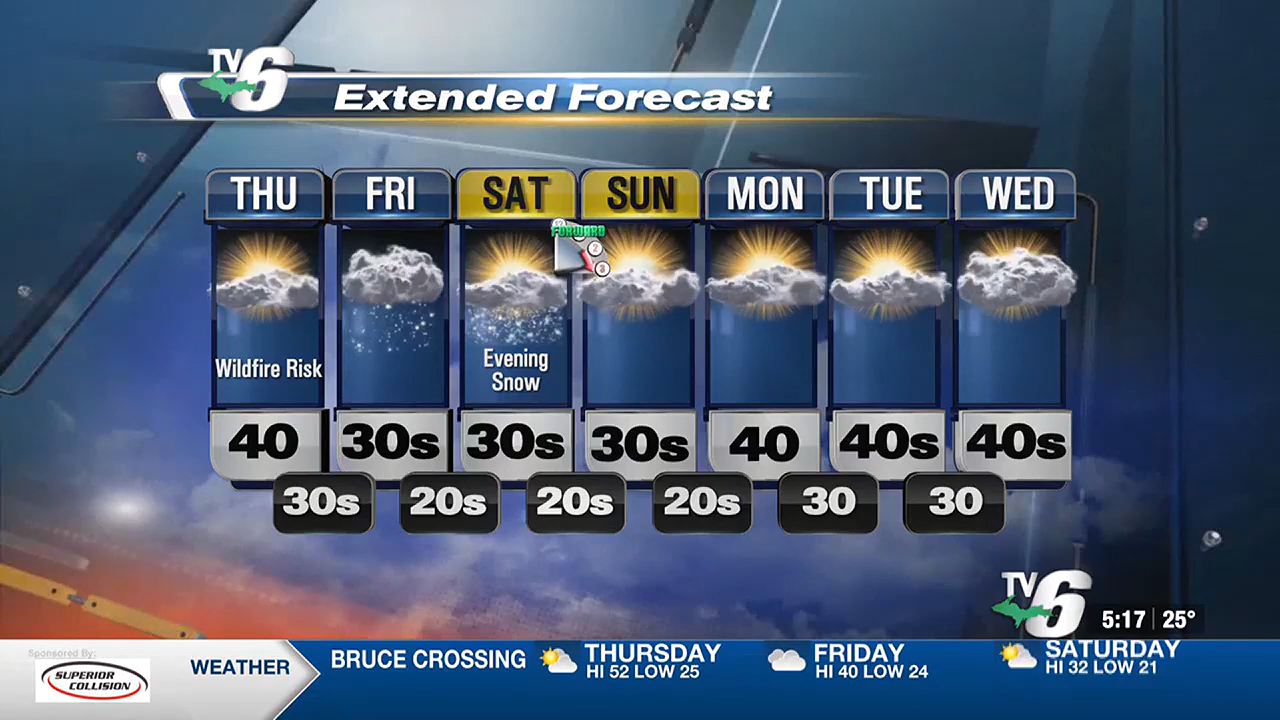 TV6
Extended Forecast
THU FRI SAT SUN MON TUE WED
FORWARD
2
3
Wildfire Risk
Evening
Snow
40 30s 30s 30s 40 40s 40s
30s 20s 20s 20s 30 30
TV6
5:17 25°
Sponsored By:
SUPERIOR
COLLISION
WEATHER
BRUCE CROSSING
THURSDAY
HI 52 LOW 25
FRIDAY
HI 40 LOW 24
SATURDAY
HI 32 LOW 21